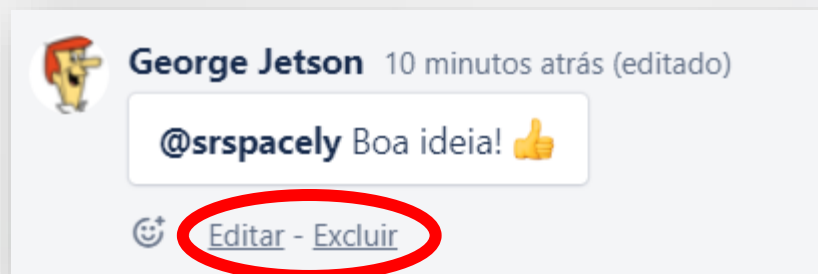 George Jetson 10 minutos atrás (editado)
@srspacely Boa ideia! 👍
Editar - Excluir